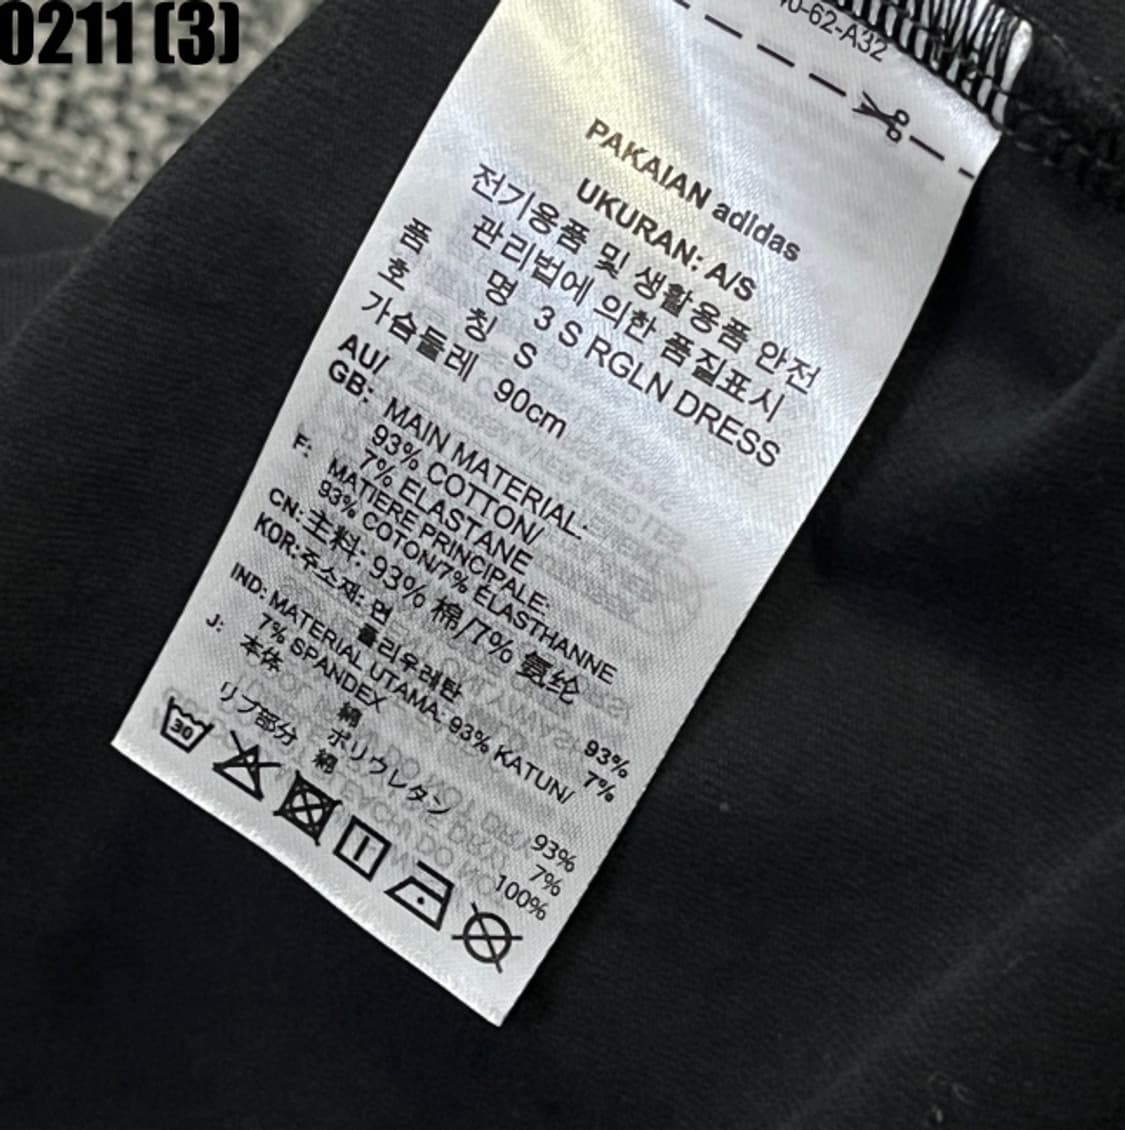 0211 (3)
0-62-A32
PAKAIAN adidas
UKURAN: A/S
전기용품 및 생활용품 안전
관리법에 의한 품질표시
품 명 3 S RGLN DRESS
호 칭 S
가슴둘레 90cm
AU/
GB: MAIN MATERIAL:
93% COTTON/
7% ELASTANE
F: MATIERE PRINCIPALE:
93% COTON/7% ÉLASTHANNE
CN: 主料: 93% 棉/7% 氨纶
KOR: 주소재: 면 93%
폴리우레탄 7%
IND: MATERIAL UTAMA: 93% KATUN/
7% SPANDEX
J: 本体 綿 93%
ポリウレタン 7%
リブ部分 綿 100%
30